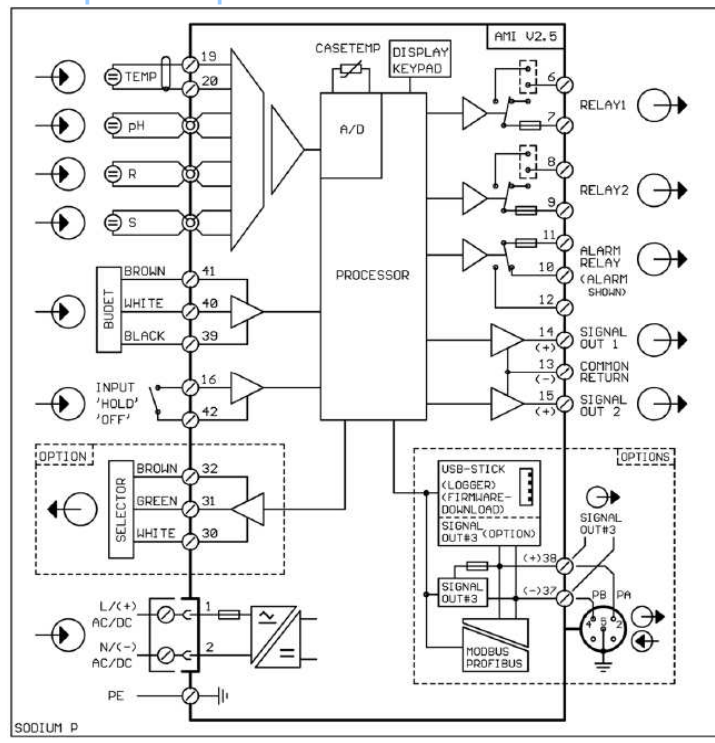 AMI V2.5
CASETEMP
DISPLAY
KEYPAD
TEMP
19
20
pH
R
S
A/D
PROCESSOR
6
RELAY1
7
8
RELAY2
9
11
ALARM
RELAY
10
(ALARM
SHOWN)
12
BUDET
BROWN
41
WHITE
40
BLACK
39
14
SIGNAL
OUT 1
(+)
13
COMMON
RETURN
(-)
15
SIGNAL
OUT 2
(+)
INPUT
'HOLD'
'OFF'
16
42
OPTION
SELECTOR
BROWN
32
GREEN
31
WHITE
30
OPTIONS
USB-STICK
(LOGGER)
(FIRMWARE-
DOWNLOAD)
SIGNAL
OUT#3 (OPTION)
SIGNAL
OUT#3
(+)38
SIGNAL
OUT#3
(-)37
PB
PA
4
2
MODBUS
PROFIBUS
L/(+)
AC/DC
1
N/(-)
AC/DC
2
PE
SODIUM P